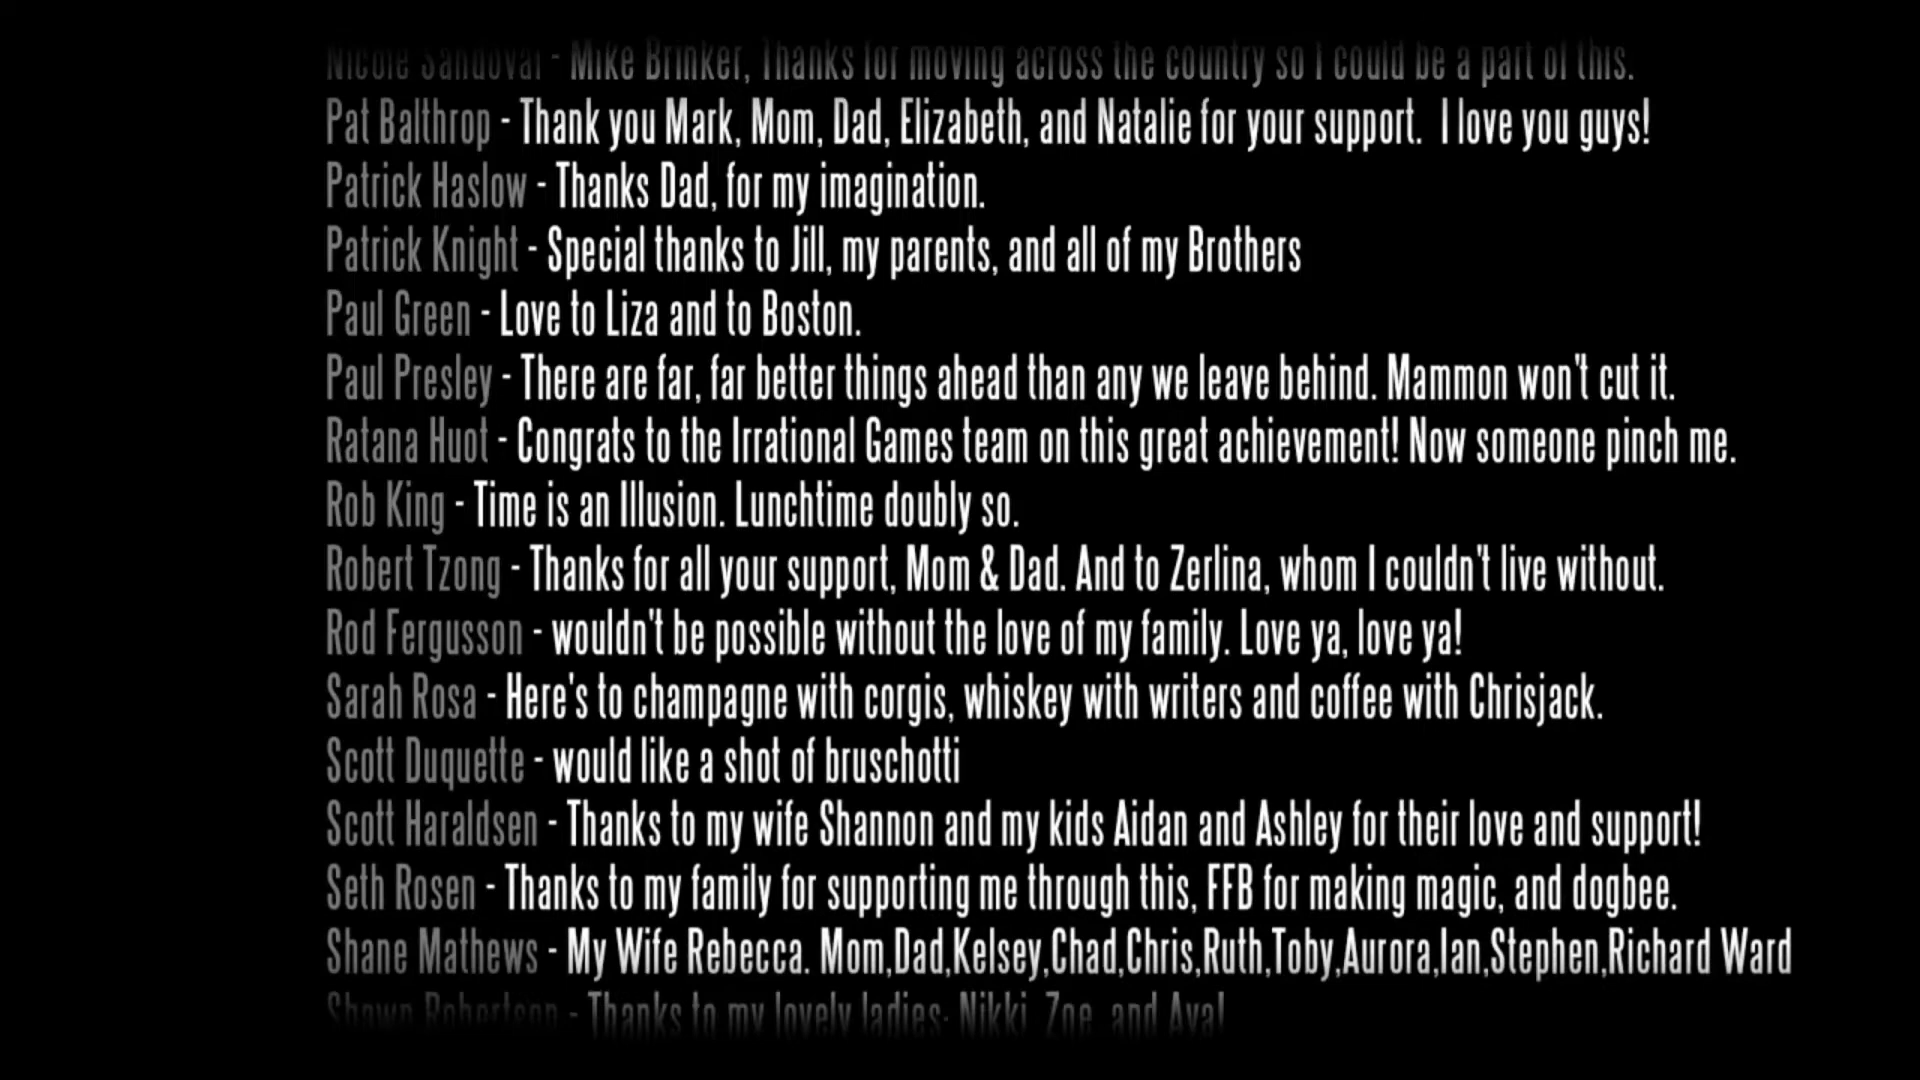 Nicole Sandoval - Mike Brinker, Thanks for moving across the country so I could be a part of this.
Pat Balthrop - Thank you Mark, Mom, Dad, Elizabeth, and Natalie for your support.  I love you guys!
Patrick Haslow - Thanks Dad, for my imagination.
Patrick Knight - Special thanks to Jill, my parents, and all of my Brothers
Paul Green - Love to Liza and to Boston.
Paul Presley - There are far, far better things ahead than any we leave behind. Mammon won't cut it.
Ratana Huot - Congrats to the Irrational Games team on this great achievement! Now someone pinch me.
Rob King - Time is an Illusion. Lunchtime doubly so.
Robert Tzong - Thanks for all your support, Mom & Dad. And to Zerlina, whom I couldn't live without.
Rod Fergusson - wouldn't be possible without the love of my family. Love ya, love ya!
Sarah Rosa - Here's to champagne with corgis, whiskey with writers and coffee with Chrisjack.
Scott Duquette - would like a shot of bruschotti
Scott Haraldsen - Thanks to my wife Shannon and my kids Aidan and Ashley for their love and support!
Seth Rosen - Thanks to my family for supporting me through this, FFB for making magic, and dogbee.
Shane Mathews - My Wife Rebecca. Mom,Dad,Kelsey,Chad,Chris,Ruth,Toby,Aurora,Ian,Stephen,Richard Ward
Shawn Robertson - Thanks to my lovely ladies: Nikki, Zoe, and Ava!